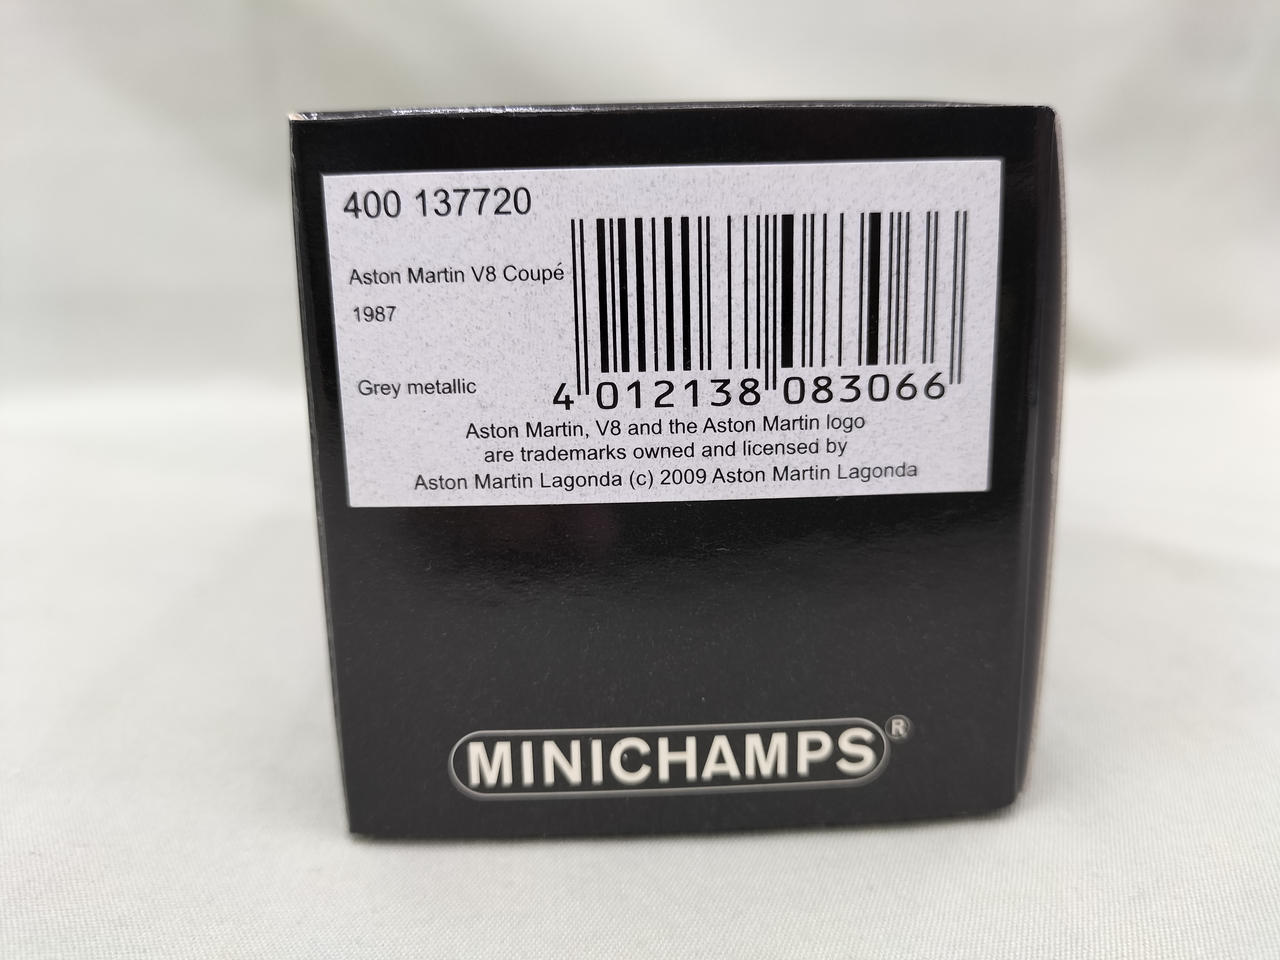 400 137720
Aston Martin V8 Coupé
1987
Grey metallic
4 012138 083066
Aston Martin, V8 and the Aston Martin logo
are trademarks owned and licensed by
Aston Martin Lagonda (c) 2009 Aston Martin Lagonda
MINICHAMPS®